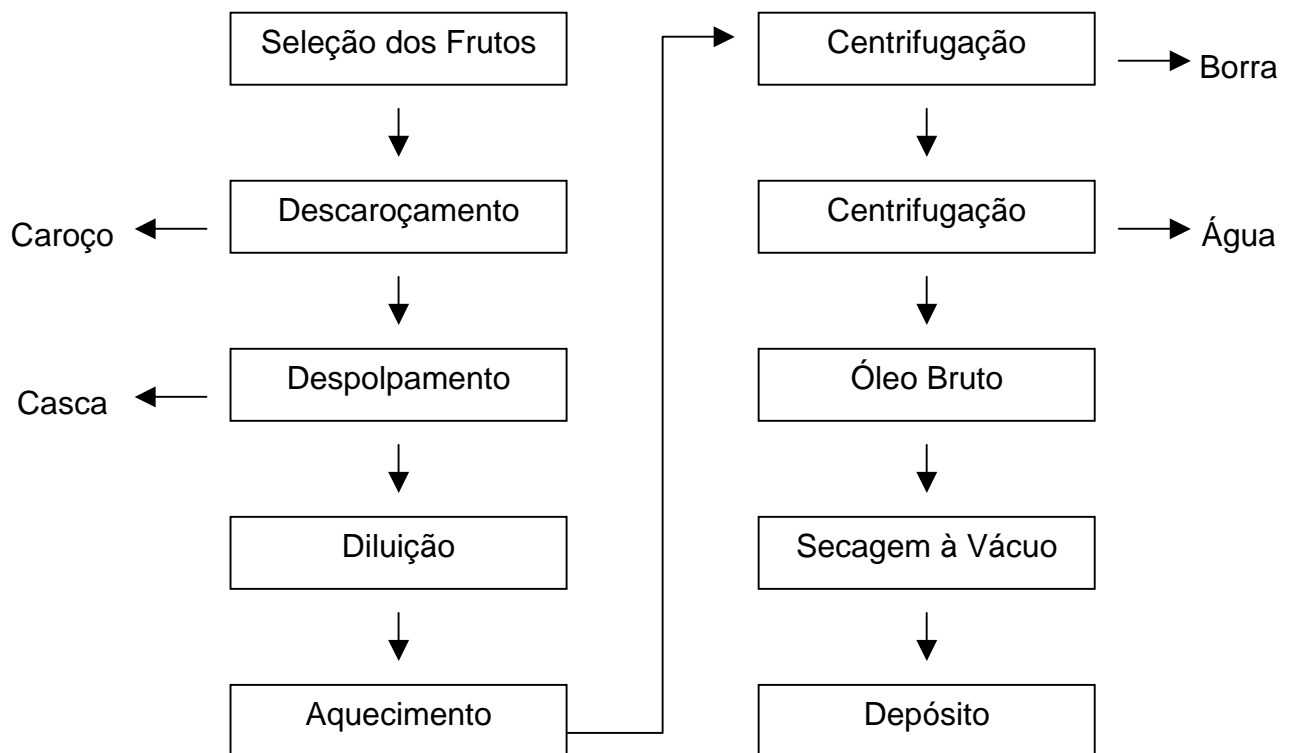 Seleção dos Frutos
Descaroçamento
Caroço
Despolpamento
Casca
Diluição
Aquecimento
Centrifugação
Borra
Centrifugação
Água
Óleo Bruto
Secagem à Vácuo
Depósito